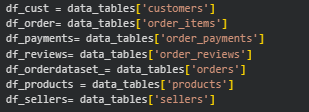 df_cust = data_tables['customers']
df_order= data_tables['order_items']
df_payments= data_tables['order_payments']
df_reviews= data_tables['order_reviews']
df_orderdataset_= data_tables['orders']
df_products = data_tables['products']
df_sellers= data_tables['sellers']